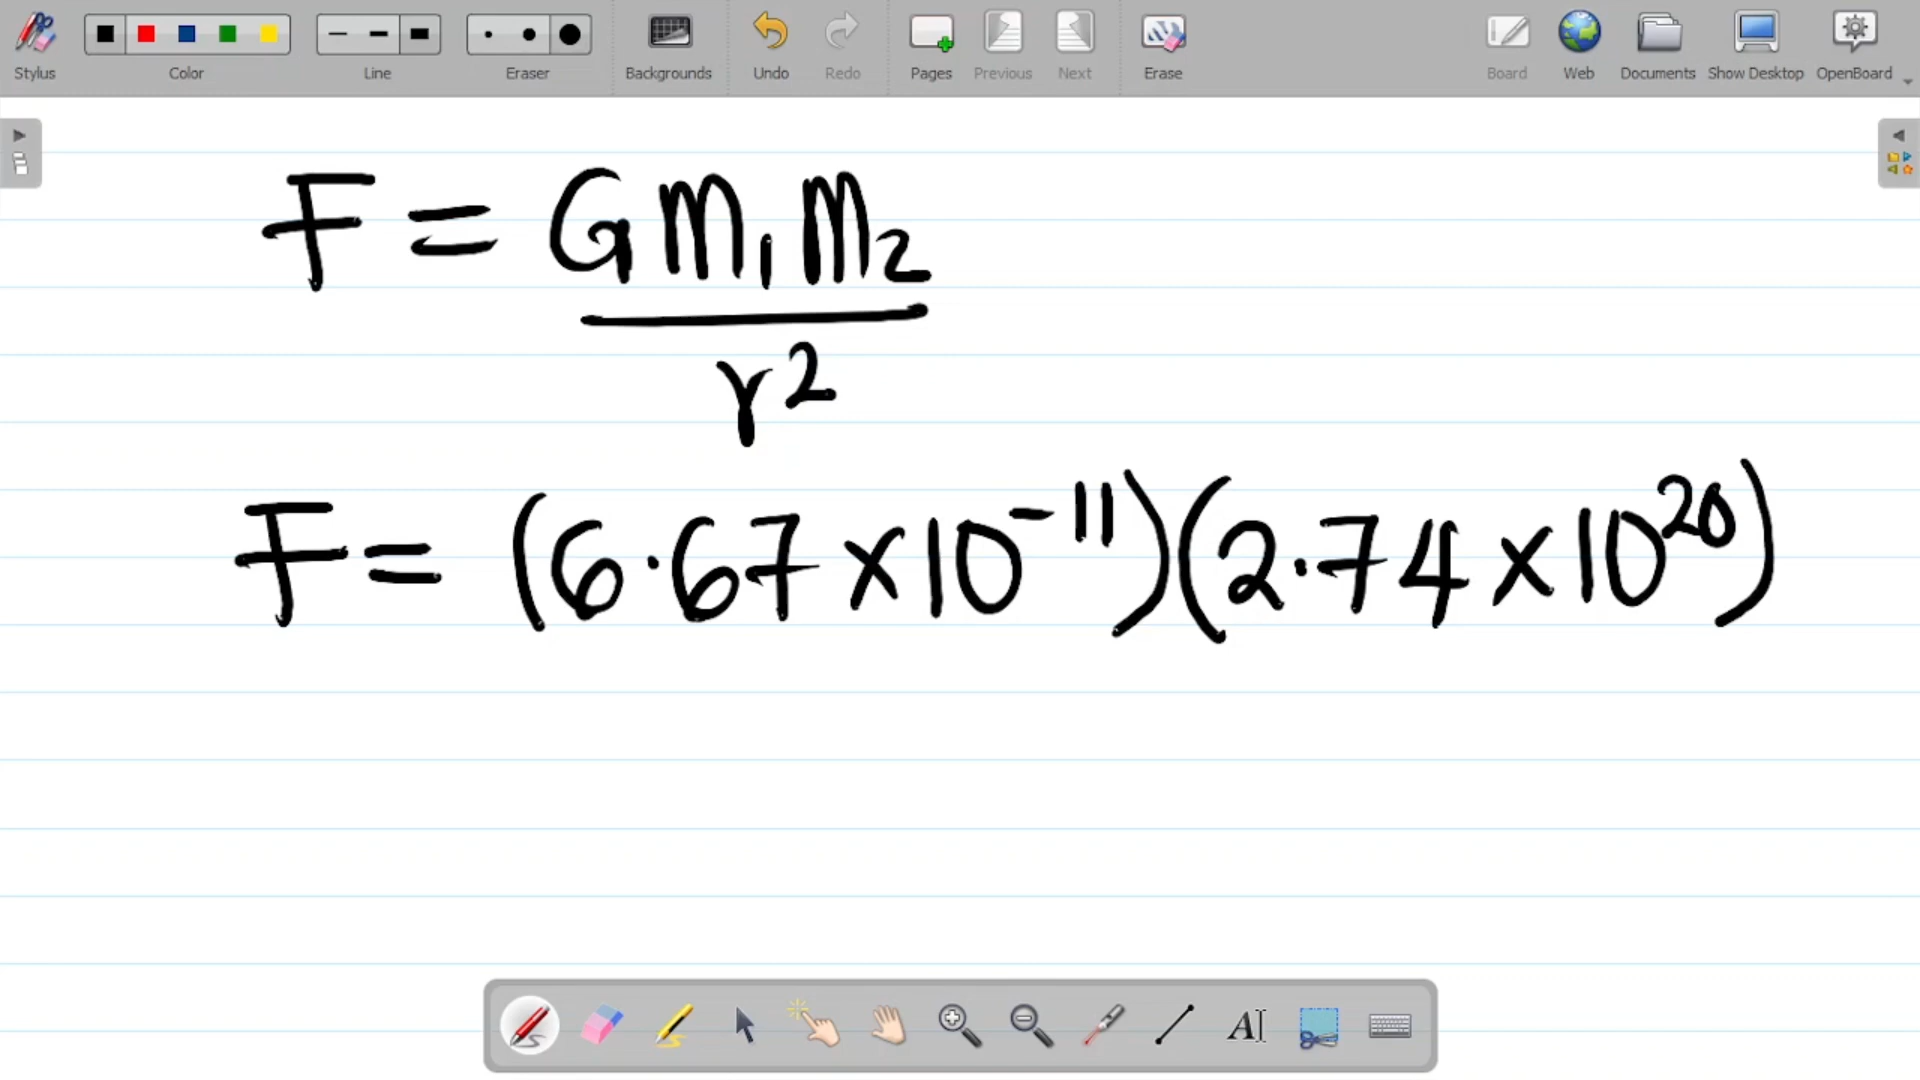 Stylus Color Line Eraser Backgrounds Undo Redo Pages Previous Next Erase Board Web Documents Show Desktop OpenBoard
F = Gm₁m₂
r²
F = (6.67×10⁻¹¹)(2.74×10²⁰)
AI